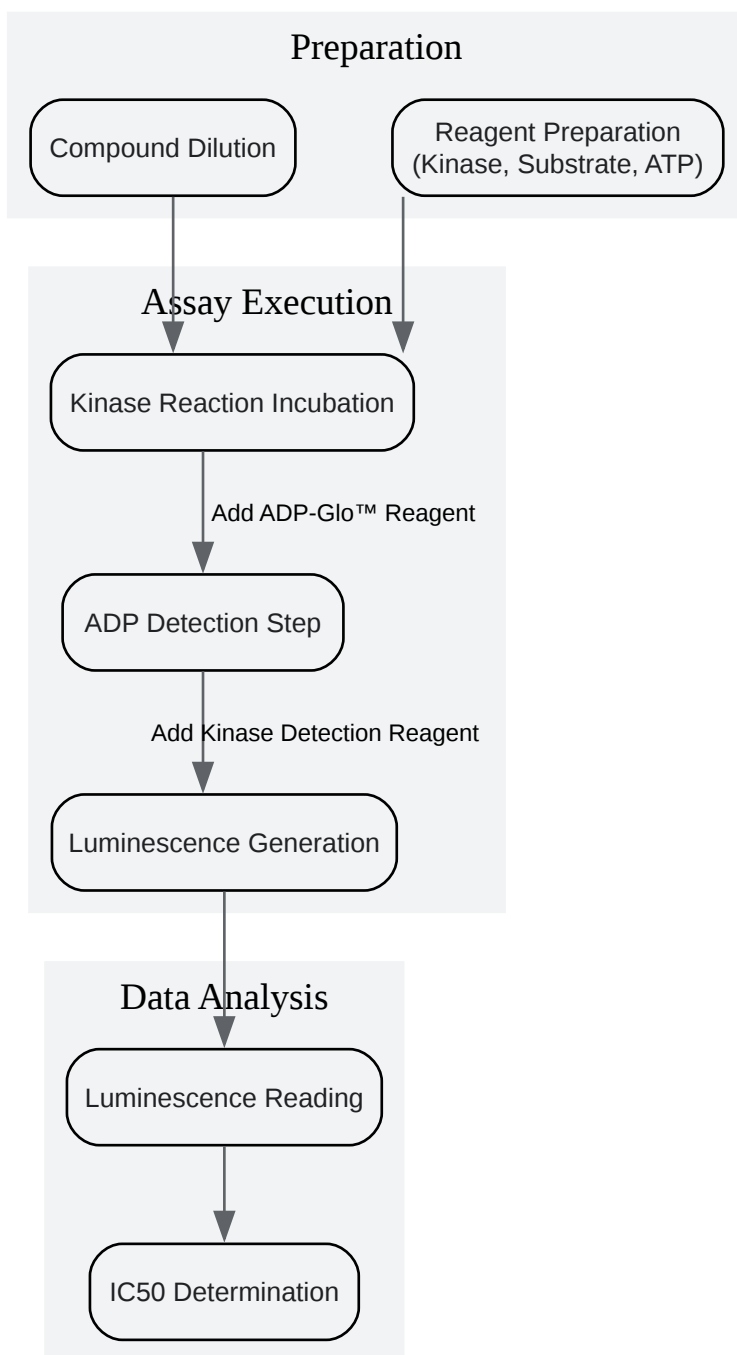 Preparation
Compound Dilution
Reagent Preparation
(Kinase, Substrate, ATP)
Assay Execution
Kinase Reaction Incubation
Add ADP-Glo™ Reagent
ADP Detection Step
Add Kinase Detection Reagent
Luminescence Generation
Data Analysis
Luminescence Reading
IC50 Determination